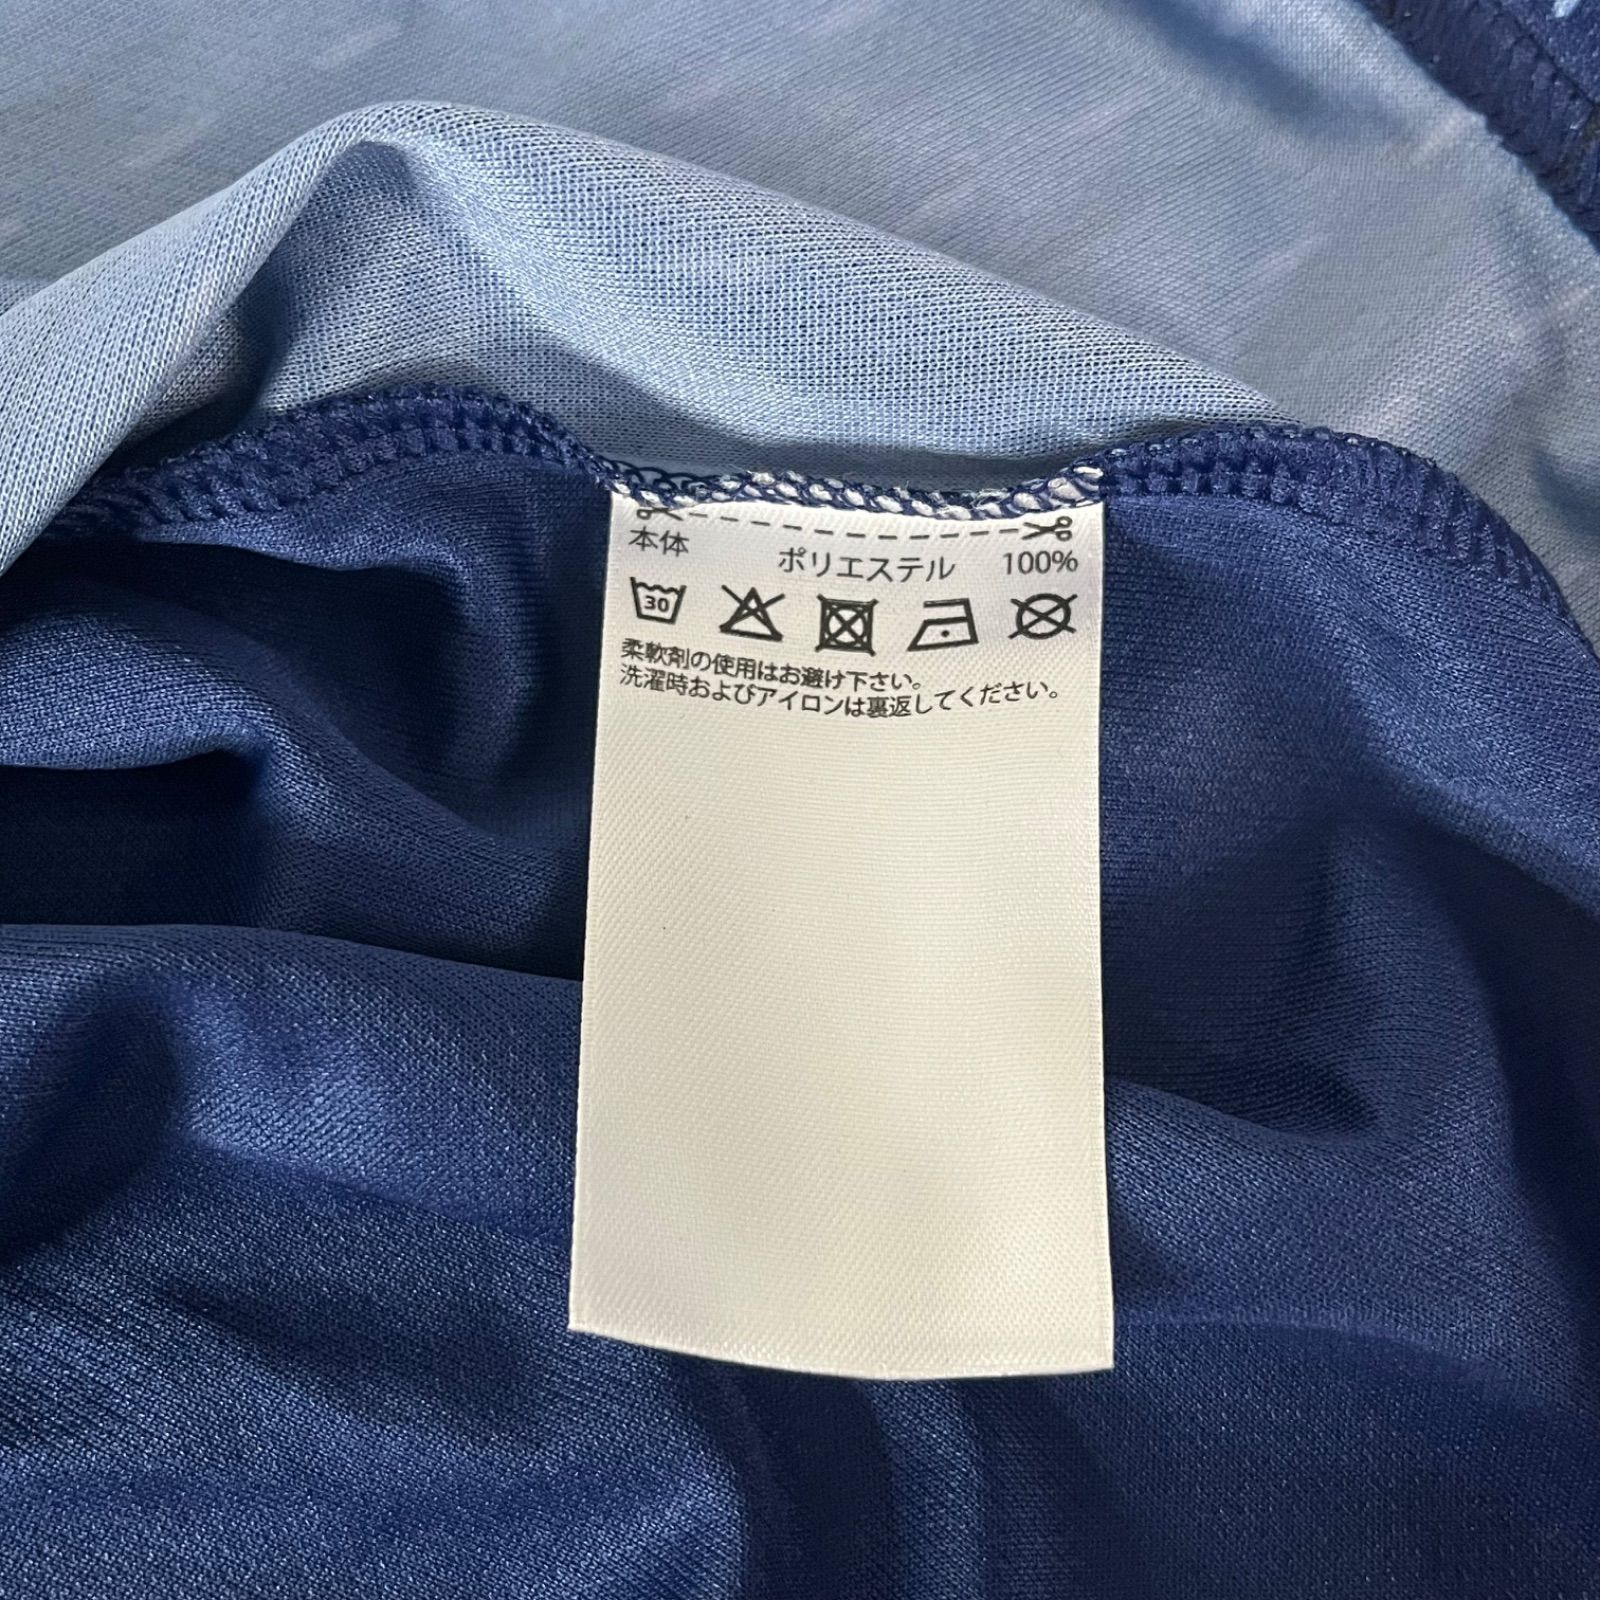 本体 ポリエステル 100%
30
柔軟剤の使用はお避け下さい。
洗濯時およびアイロンは裏返してください。